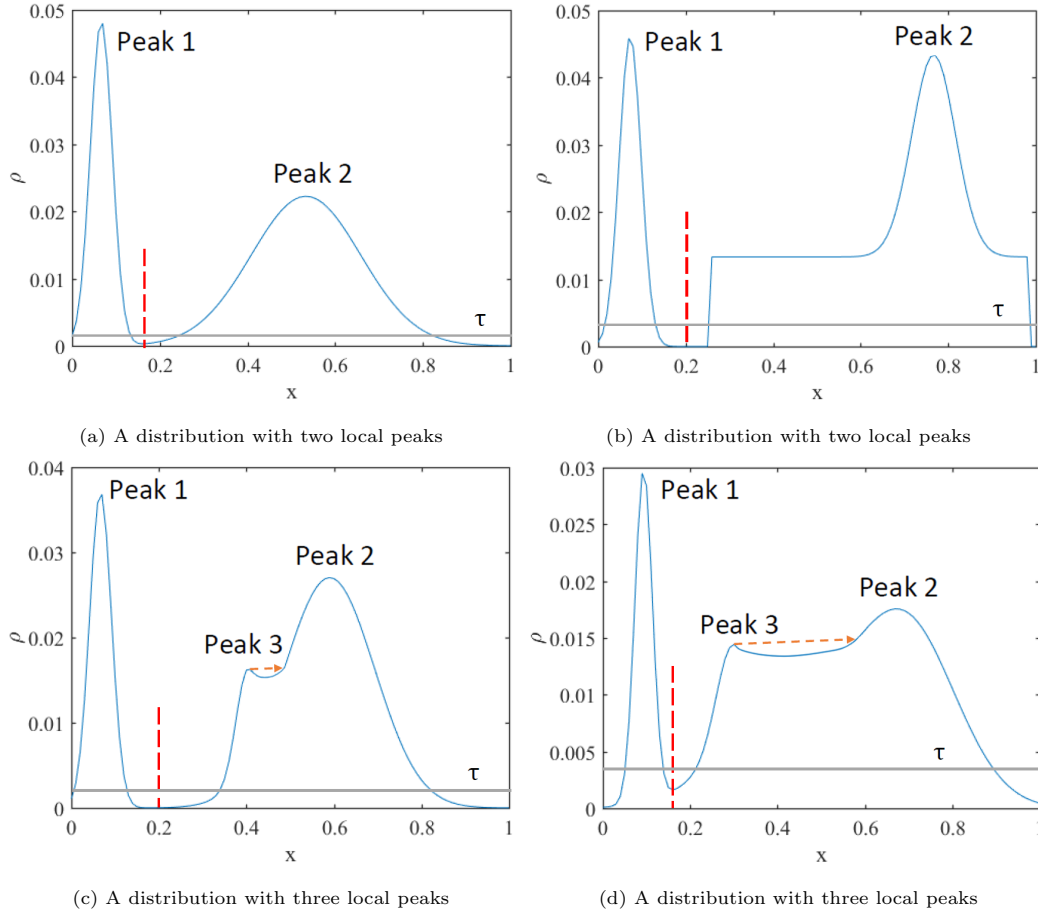 0.05
0.04
0.03
0.02
0.01
0
ρ
Peak 1
Peak 2
τ
0 0.2 0.4 0.6 0.8 1
x
(a) A distribution with two local peaks
0.05
0.04
0.03
0.02
0.01
0
ρ
Peak 1
Peak 2
τ
0 0.2 0.4 0.6 0.8 1
x
(b) A distribution with two local peaks
0.04
0.03
0.02
0.01
0
ρ
Peak 1
Peak 2
Peak 3
τ
0 0.2 0.4 0.6 0.8 1
x
(c) A distribution with three local peaks
0.03
0.025
0.02
0.015
0.01
0.005
0
ρ
Peak 1
Peak 2
Peak 3
τ
0 0.2 0.4 0.6 0.8 1
x
(d) A distribution with three local peaks